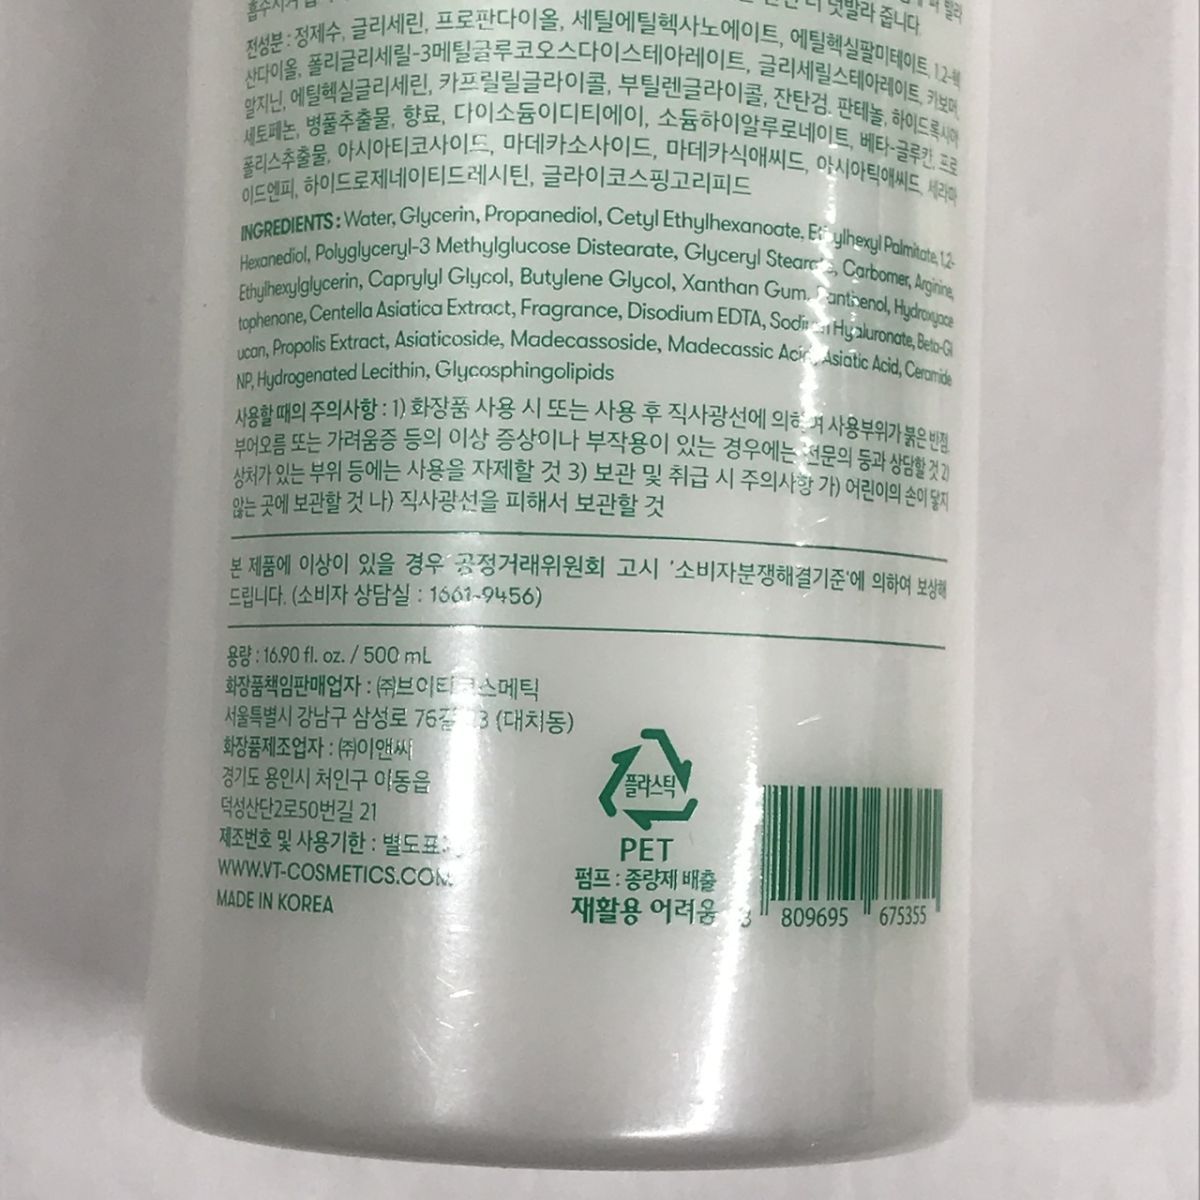 덧발라 줍니다.
전성분 : 정제수, 글리세린, 프로판다이올, 세틸에틸헥사노에이트, 에틸헥실팔미테이트, 1,2-헥
산다이올, 폴리글리세릴-3메틸글루코오스다이스테아레이트, 글리세릴스테아레이트, 카보머,
알지닌, 에틸헥실글리세린, 카프릴릴글라이콜, 부틸렌글라이콜, 잔탄검, 판테놀, 하이드록시아
세토페논, 병풀추출물, 향료, 다이소듐이디티에이, 소듐하이알루로네이트, 베타-글루칸, 프로
폴리스추출물, 아시아티코사이드, 마데카소사이드, 마데카식애씨드, 아시아틱애씨드, 세라마
이드엔피, 하이드로제네이티드레시틴, 글라이코스핑고리피드
INGREDIENTS : Water, Glycerin, Propanediol, Cetyl Ethylhexanoate, Ethylhexyl Palmitate, 1,2-
Hexanediol, Polyglyceryl-3 Methylglucose Distearate, Glyceryl Stearate, Carbomer, Arginine,
Ethylhexylglycerin, Caprylyl Glycol, Butylene Glycol, Xanthan Gum, Panthenol, Hydroxyace
tophenone, Centella Asiatica Extract, Fragrance, Disodium EDTA, Sodium Hyaluronate, Beta-Gl
ucan, Propolis Extract, Asiaticoside, Madecassoside, Madecassic Acid, Asiatic Acid, Ceramide
NP, Hydrogenated Lecithin, Glycosphingolipids
사용할 때의 주의사항 : 1) 화장품 사용 시 또는 사용 후 직사광선에 의하여 사용부위가 붉은 반점,
부어오름 또는 가려움증 등의 이상 증상이나 부작용이 있는 경우에는 전문의 등과 상담할 것 2)
상처가 있는 부위 등에는 사용을 자제할 것 3) 보관 및 취급 시 주의사항 가) 어린이의 손이 닿지
않는 곳에 보관할 것 나) 직사광선을 피해서 보관할 것
본 제품에 이상이 있을 경우 공정거래위원회 고시 '소비자분쟁해결기준'에 의하여 보상해
드립니다. (소비자 상담실 : 1661-9456)
용량 : 16.90 fl. oz. / 500 mL
화장품책임판매업자 : ㈜브이티코스메틱
서울특별시 강남구 삼성로 76길 (대치동)
화장품제조업자 : ㈜이앤씨
경기도 용인시 처인구 이동읍
덕성산단2로50번길 21
제조번호 및 사용기한 : 별도표기
WWW.VT-COSMETICS.COM
MADE IN KOREA
플라스틱
PET
펌프 : 종량제 배출
재활용 어려움
8 809695 675355